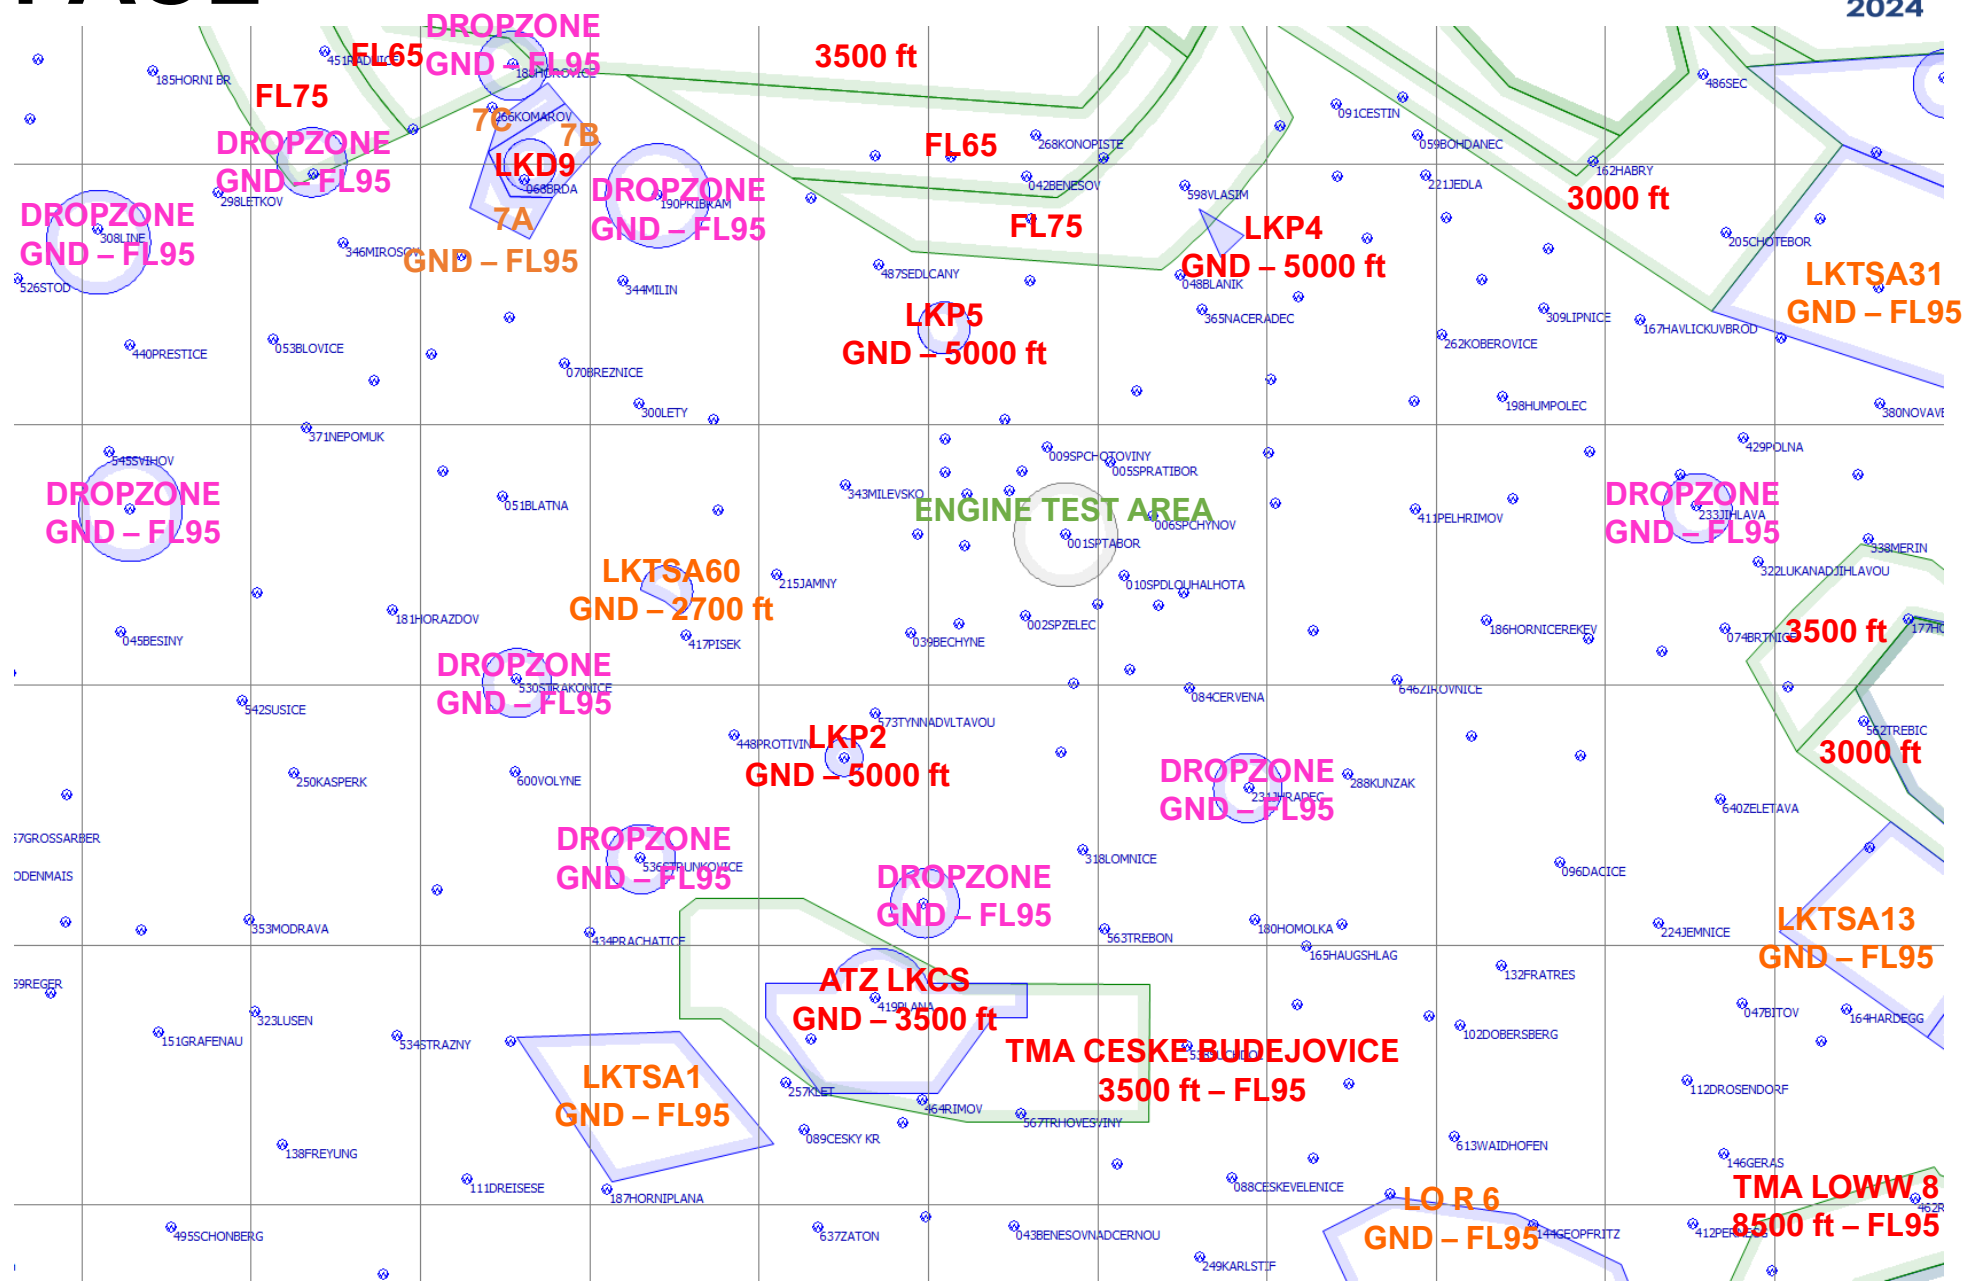 2024
DROPZONE
GND – FL95
FL65
3500 ft
451RADNICE
185HORNI BR
FL75
486SEC
091CESTIN
7C
266KOMAROV
7B
059BOHDANEC
268KONOPISTE
FL65
DROPZONE
GND – FL95
298LETKOV
LKD9
068BRDA
DROPZONE
GND – FL95
190PRIBRAM
042BENESOV
598VLASIM
221JEDLA
162HABRY
3000 ft
DROPZONE
GND – FL95
308LINE
7A
GND – FL95
346MIROSOV
FL75
LKP4
GND – 5000 ft
205CHOTEBOR
526STOD
344MILIN
487SEDLCANY
048BLANIK
LKTSA31
GND – FL95
LKP5
GND – 5000 ft
365NACERADEC
309LIPNICE
167HAVLICKUVBROD
262KOBEROVICE
440PRESTICE
053BLOVICE
070BREZNICE
300LETY
198HUMPOLEC
380NOVAVE
371NEPOMUK
429POLNA
545SVIHOV
009SPCHOTOVINY
005SPRATIBOR
DROPZONE
GND – FL95
051BLATNA
343MILEVSKO
ENGINE TEST AREA
006SPCHYNOV
001SPTABOR
411PELHRIMOV
DROPZONE
GND – FL95
233JIHLAVA
338MERIN
322LUKANADJIHLAVOU
LKTSA60
GND – 2700 ft
215JAMNY
010SPDLOUHALHOTA
181HORAZDOV
045BESINY
417PISEK
039BECHYNE
002SPZELEC
186HORNICEREKEV
074BRTNICE
3500 ft
177HO
DROPZONE
GND – FL95
530STRAKONICE
646ZIROVNICE
084CERVENA
542SUSICE
573TYNNADVLTAVOU
562TREBIC
448PROTIVIN
LKP2
GND – 5000 ft
3000 ft
250KASPERK
600VOLYNE
DROPZONE
GND – FL95
231JHRADEC
288KUNZAK
640ZELETAVA
57GROSSARBER
DROPZONE
GND – FL95
536STRUNKOVICE
318LOMNICE
096DACICE
ODENMAIS
DROPZONE
GND – FL95
353MODRAVA
434PRACHATICE
563TREBON
180HOMOLKA
165HAUGSHLAG
224JEMNICE
LKTSA13
GND – FL95
132FRATRES
59REGER
ATZ LKCS
GND – 3500 ft
419PLANA
323LUSEN
047BITOV
164HARDEGG
151GRAFENAU
534STRAZNY
102DOBERSBERG
TMA CESKE BUDEJOVICE
3500 ft – FL95
LKTSA1
GND – FL95
257KLET
464RIMOV
567TRHOVESVINY
112DROSENDORF
089CESKY KR
138FREYUNG
613WAIDHOFEN
146GERAS
111DREISESE
187HORNIPLANA
088CESKEVELENICE
LO R 6
GND – FL95
TMA LOWW 8
8500 ft – FL95
462R
495SCHONBERG
637ZATON
043BENESOVNADCERNOU
144GEOPFRITZ
249KARLSTIF